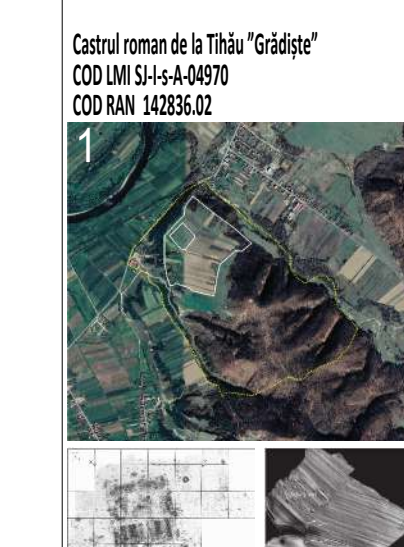 Castrul roman de la Tihău ”Grădiște”
COD LMI SJ-I-s-A-04970
COD RAN 142836.02
1